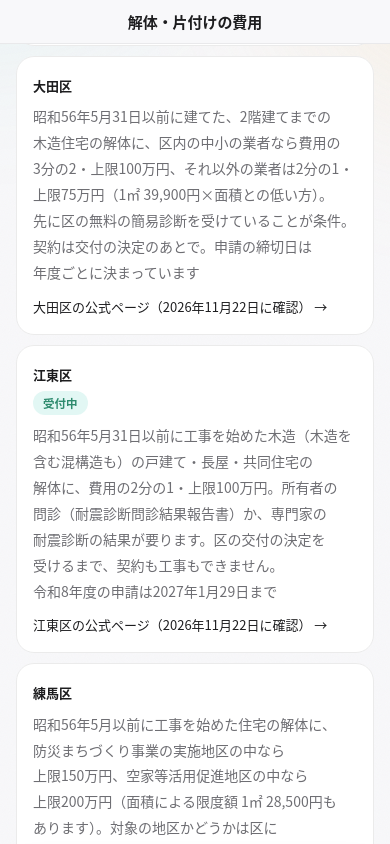 解体・片付けの費用
大田区
昭和56年5月31日以前に建てた、2階建てまでの
木造住宅の解体に、区内の中小の業者なら費用の
3分の2・上限100万円、それ以外の業者は2分の1・
上限75万円（1㎡ 39,900円×面積との低い方）。
先に区の無料の簡易診断を受けていることが条件。
契約は交付の決定のあとで。申請の締切日は
年度ごとに決まっています
大田区の公式ページ（2026年11月22日に確認） →
江東区
受付中
昭和56年5月31日以前に工事を始めた木造（木造を
含む混構造も）の戸建て・長屋・共同住宅の
解体に、費用の2分の1・上限100万円。所有者の
問診（耐震診断問診結果報告書）か、専門家の
耐震診断の結果が要ります。区の交付の決定を
受けるまで、契約も工事もできません。
令和8年度の申請は2027年1月29日まで
江東区の公式ページ（2026年11月22日に確認） →
練馬区
昭和56年5月以前に工事を始めた住宅の解体に、
防災まちづくり事業の実施地区の中なら
上限150万円、空家等活用促進地区の中なら
上限200万円（面積による限度額 1㎡ 28,500円も
あります）。対象の地区かどうかは区に